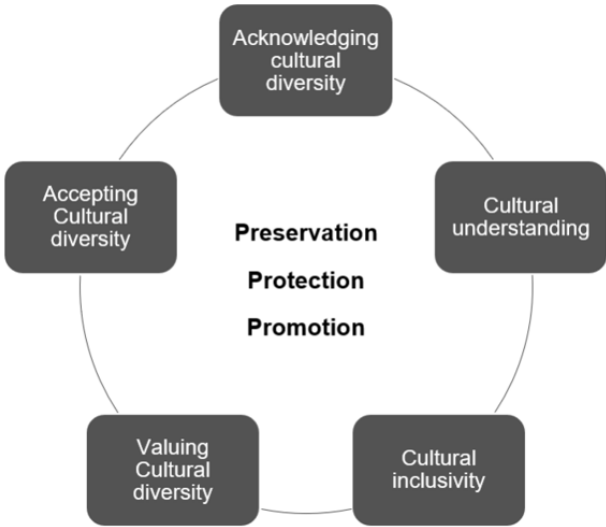 Acknowledging
cultural
diversity
Accepting
Cultural
diversity
Cultural
understanding
Preservation
Protection
Promotion
Valuing
Cultural
diversity
Cultural
inclusivity